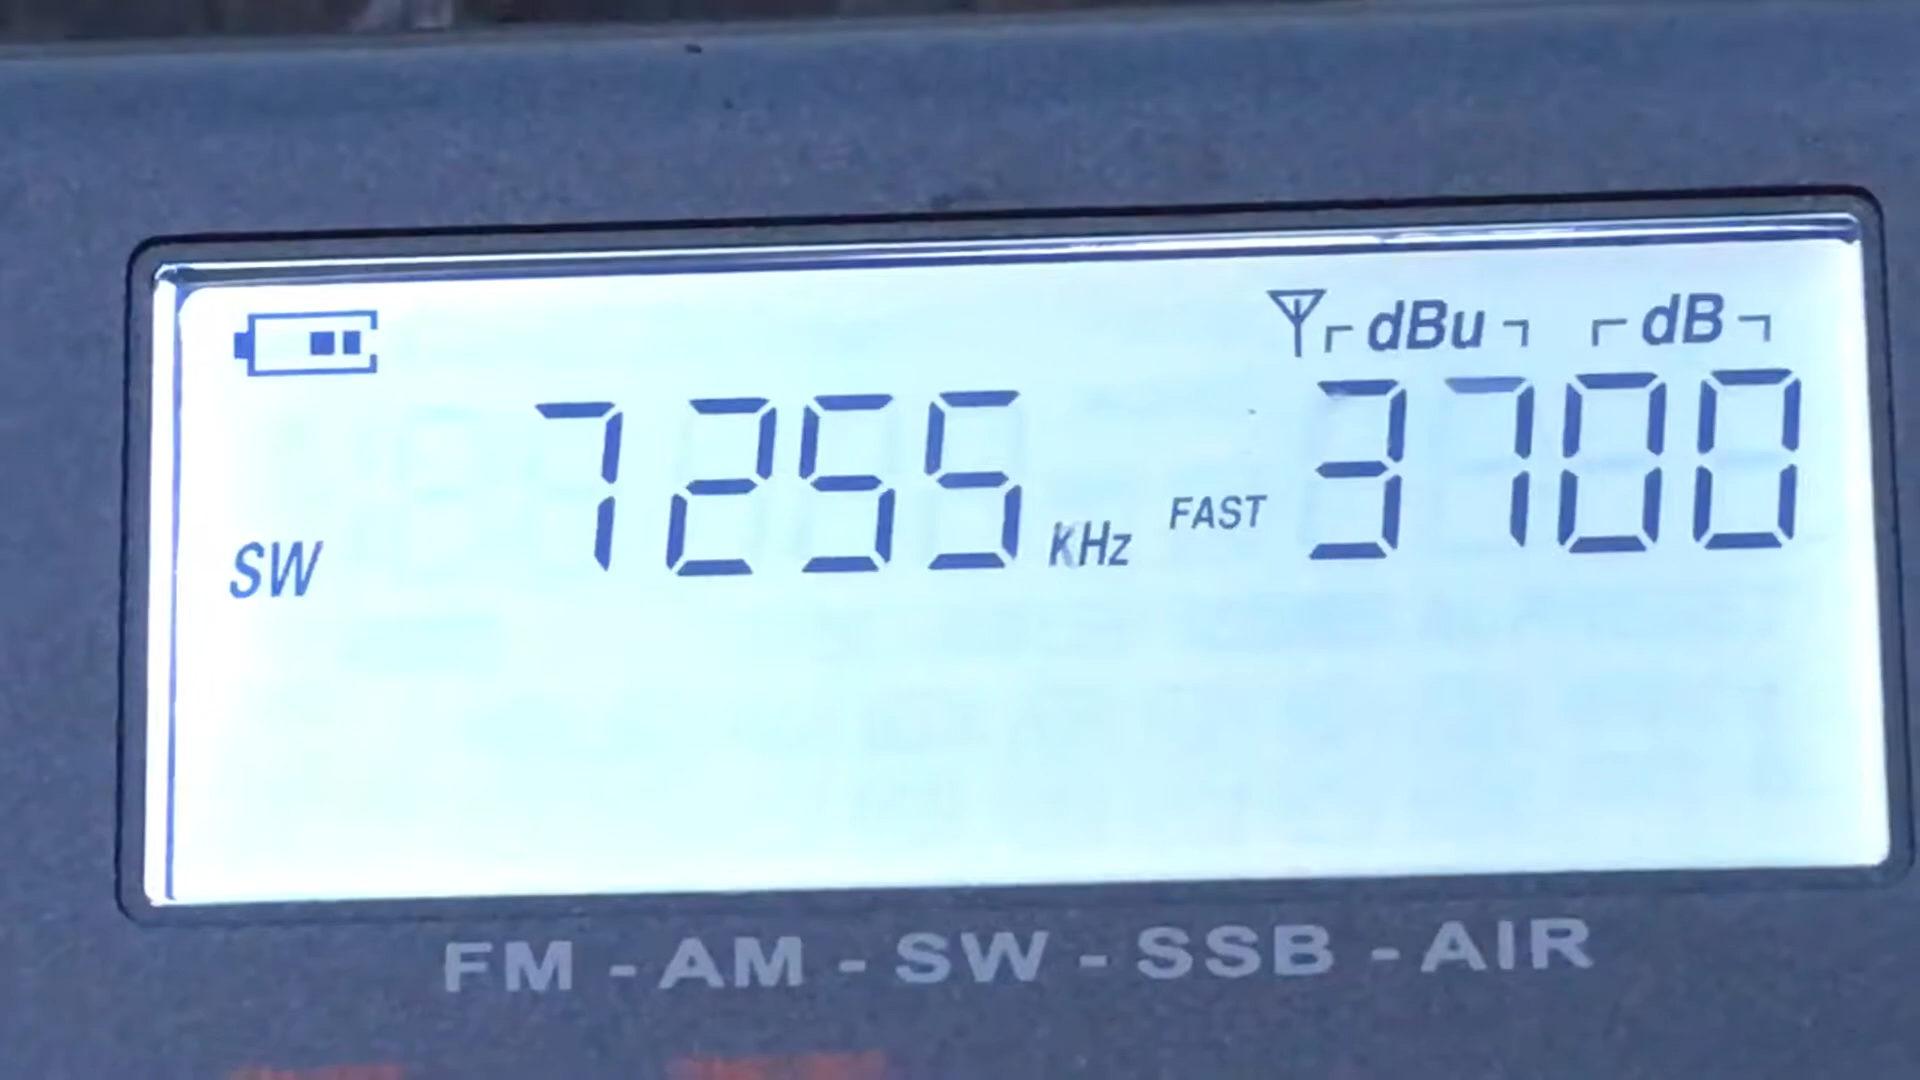 dBu dB
7255 KHz FAST 3700
SW
FM - AM - SW - SSB - AIR